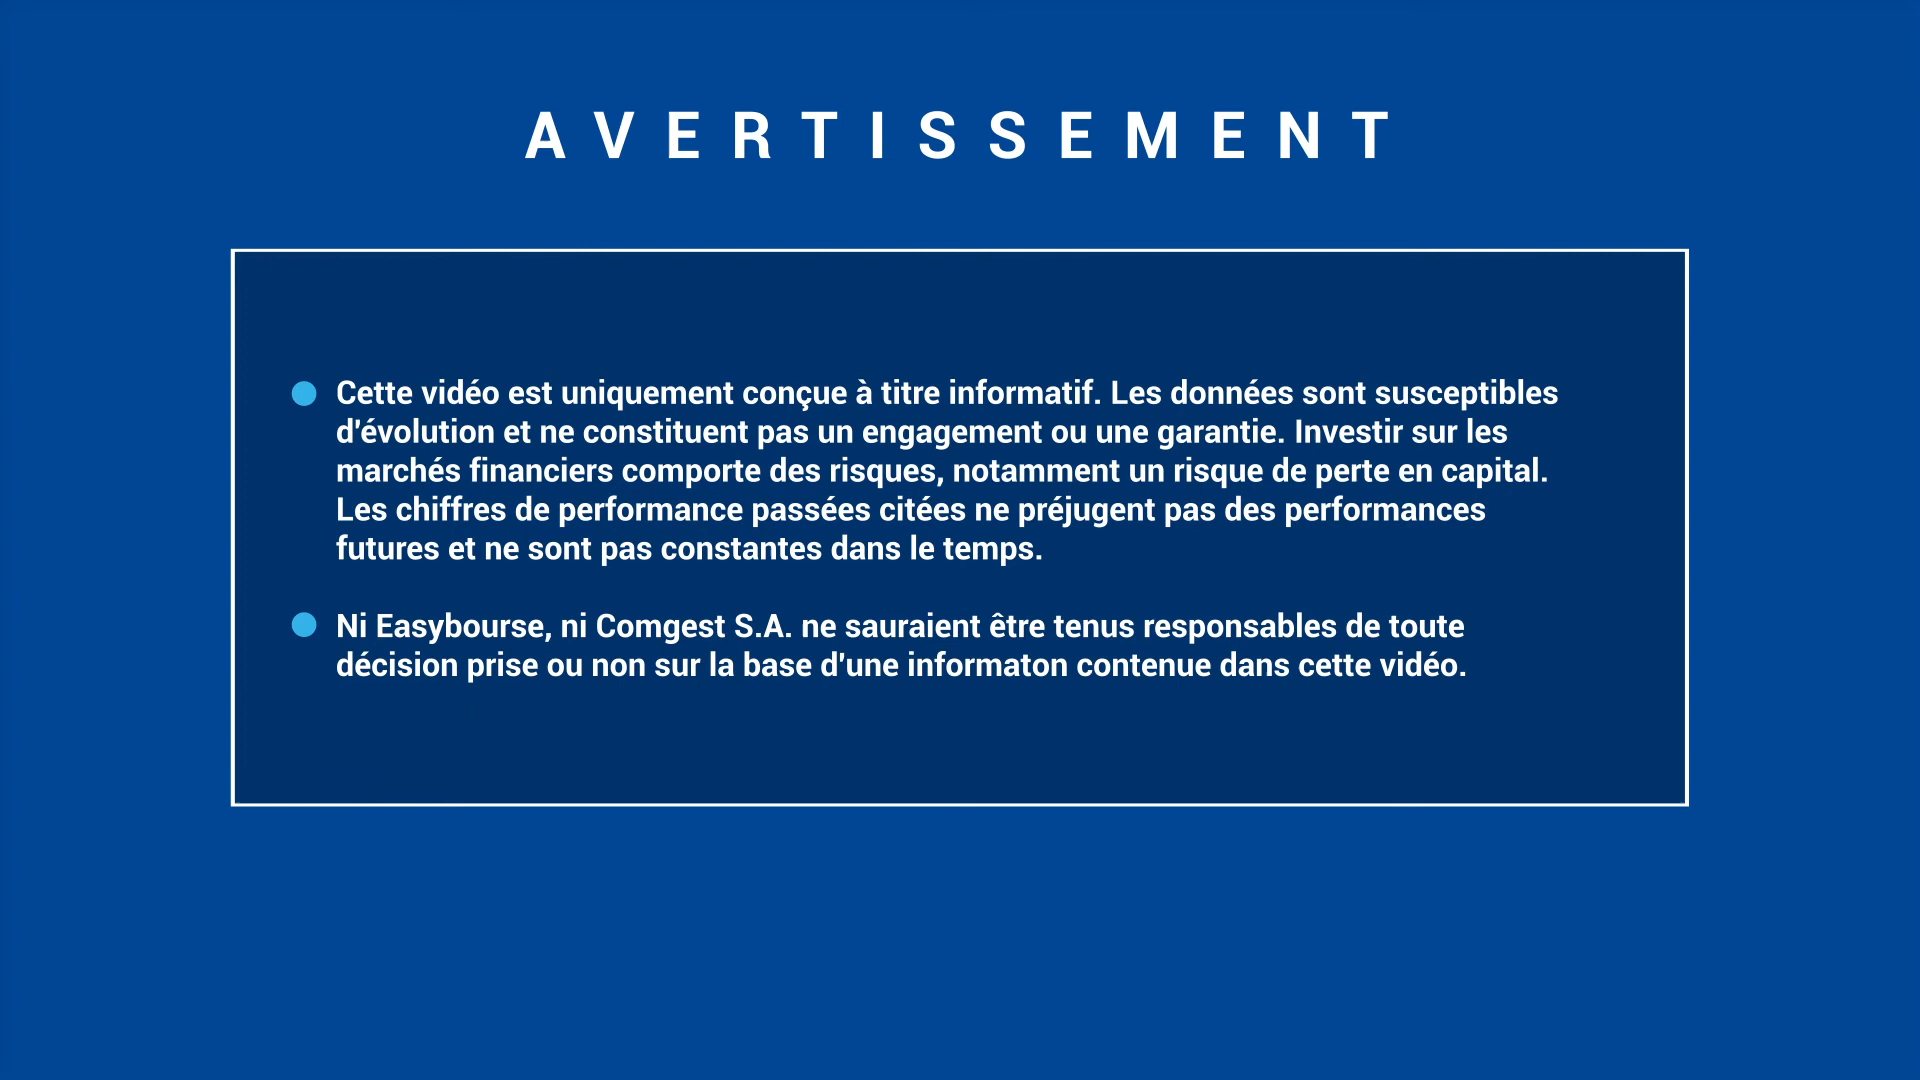 AVERTISSEMENT
Cette vidéo est uniquement conçue à titre informatif. Les données sont susceptibles
d'évolution et ne constituent pas un engagement ou une garantie. Investir sur les
marchés financiers comporte des risques, notamment un risque de perte en capital.
Les chiffres de performance passées citées ne préjugent pas des performances
futures et ne sont pas constantes dans le temps.
Ni Easybourse, ni Comgest S.A. ne sauraient être tenus responsables de toute
décision prise ou non sur la base d'une informaton contenue dans cette vidéo.